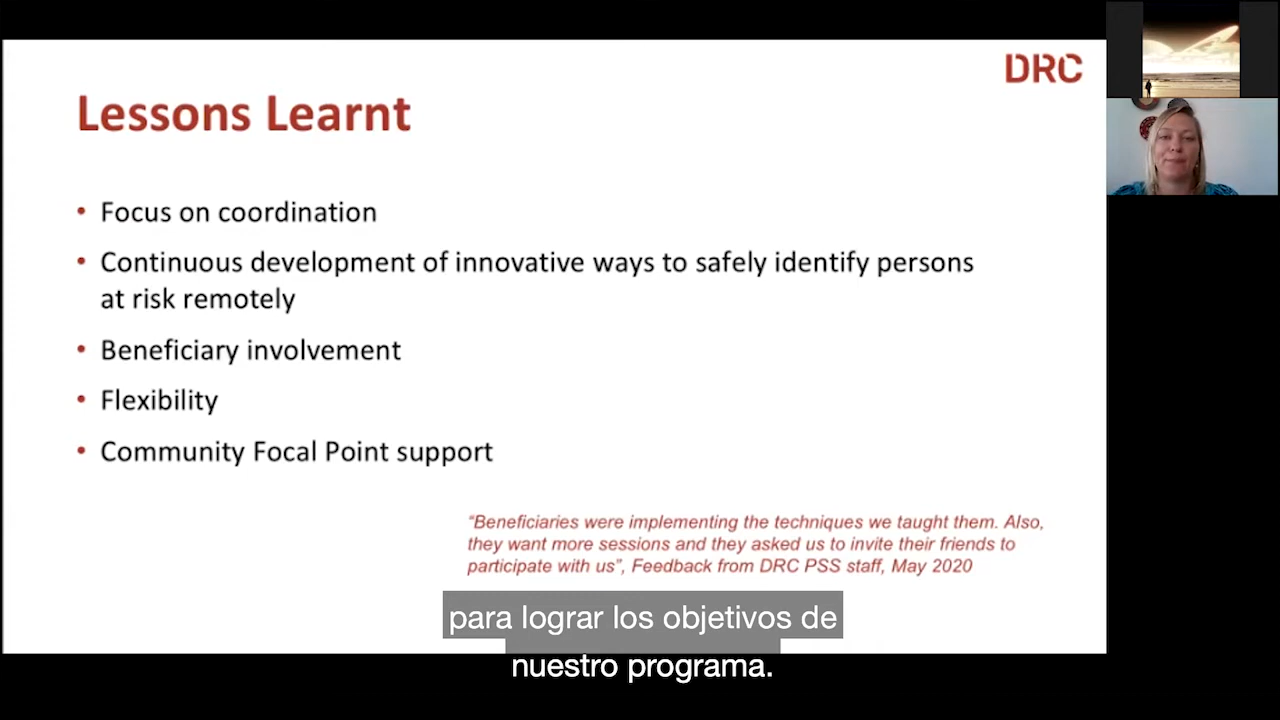 DRC
Lessons Learnt
• Focus on coordination
• Continuous development of innovative ways to safely identify persons
at risk remotely
• Beneficiary involvement
• Flexibility
• Community Focal Point support
“Beneficiaries were implementing the techniques we taught them. Also,
they want more sessions and they asked us to invite their friends to
participate with us”, Feedback from DRC PSS staff, May 2020
para lograr los objetivos de
nuestro programa.